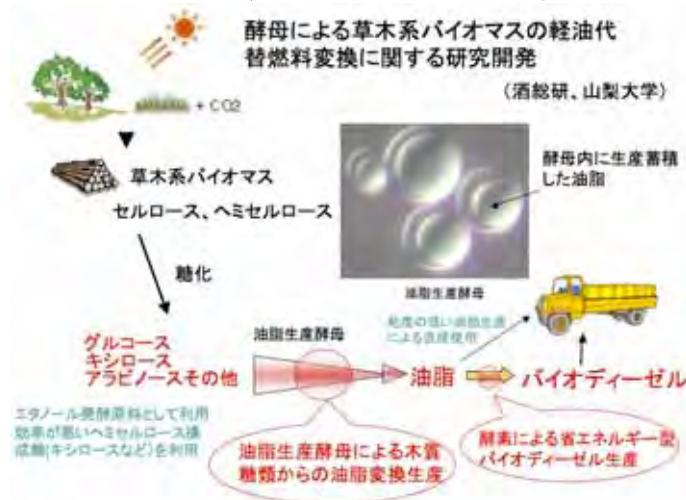 酵母による草木系バイオマスの軽油代
替燃料変換に関する研究開発
(酒総研、山梨大学)
+ CO2
草木系バイオマス
セルロース、ヘミセルロース
酵母内に生産蓄積
した油脂
糖化
油脂生産酵母
グルコース
キシロース
アラビノースその他
油脂生産酵母
粘度の低い油脂生産
による直接使用
油脂
バイオディーゼル
エタノール発酵原料として利用
効率が悪いヘミセルロース構
成糖(キシロースなど)を利用
油脂生産酵母による木質
糖類からの油脂変換生産
酵素による省エネルギー型
バイオディーゼル生産